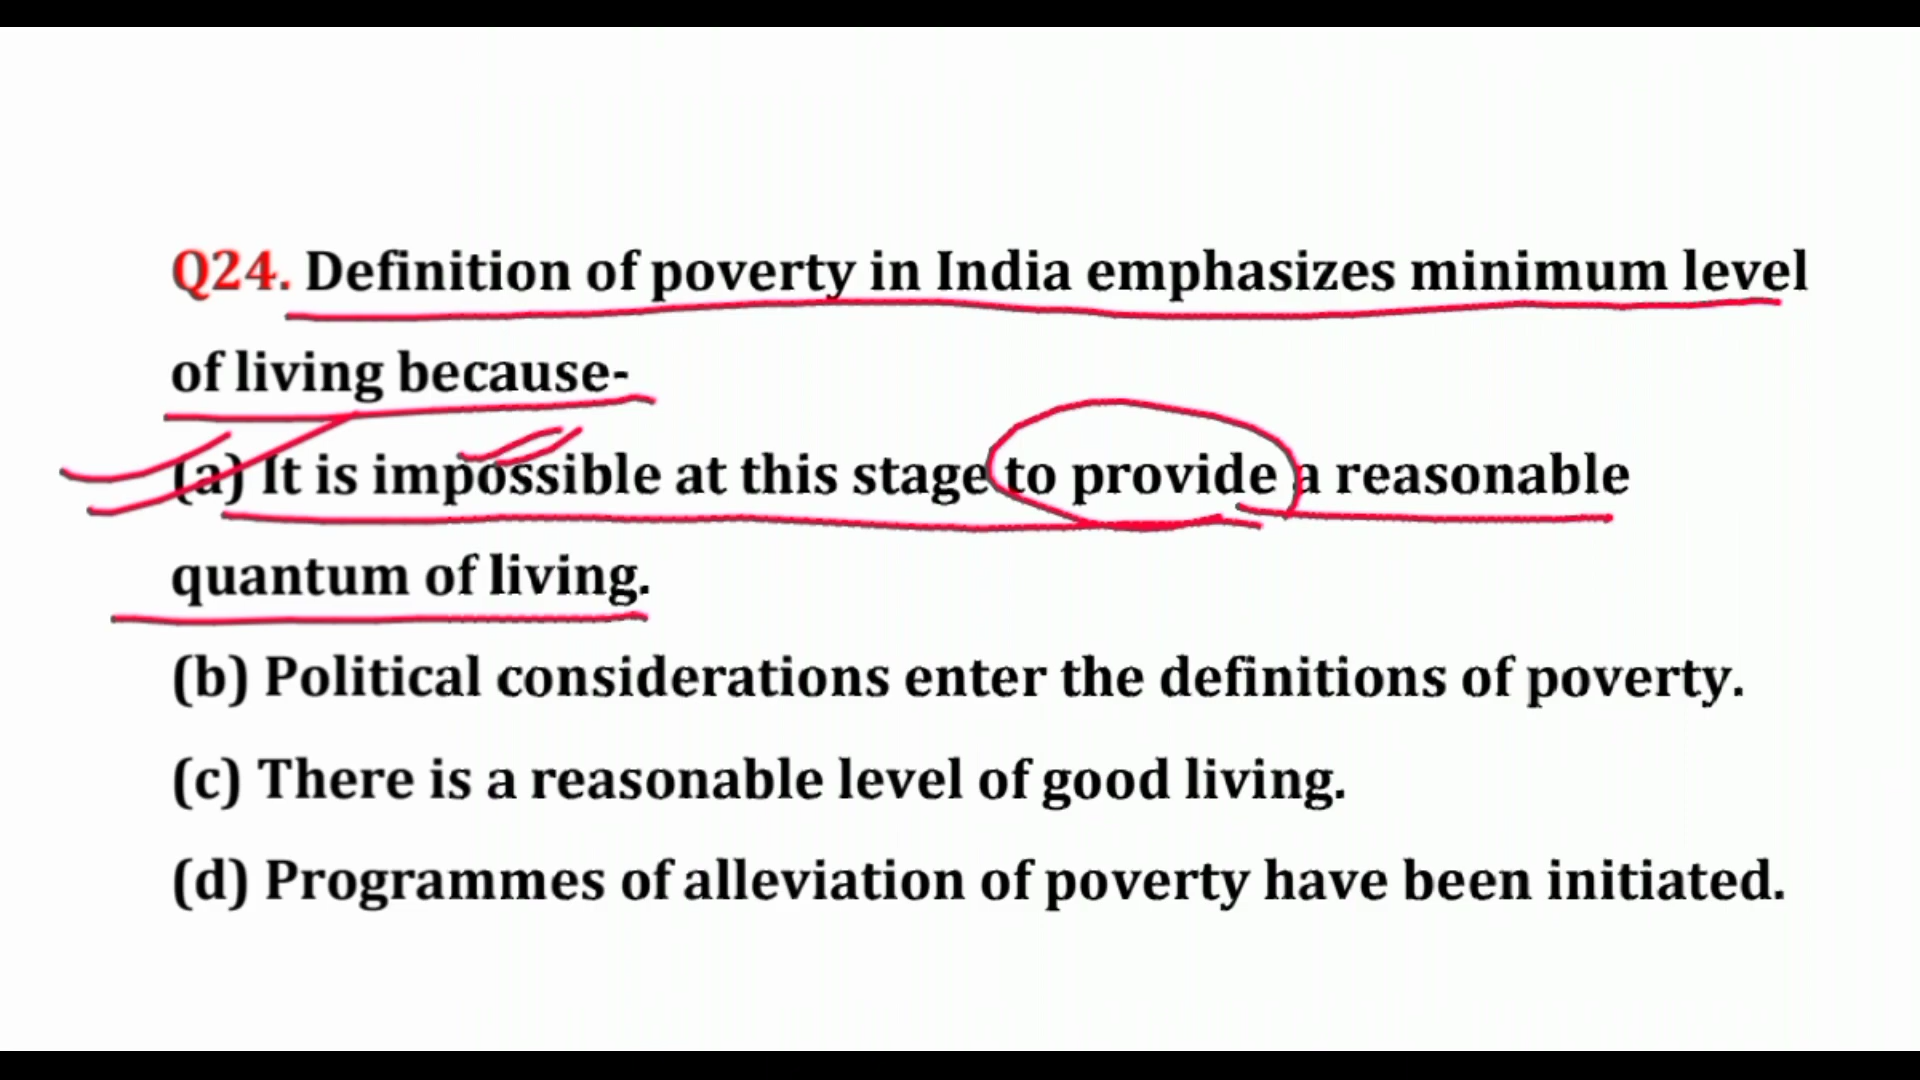 Q24. Definition of poverty in India emphasizes minimum level
of living because-
(a) It is impossible at this stage to provide a reasonable
quantum of living.
(b) Political considerations enter the definitions of poverty.
(c) There is a reasonable level of good living.
(d) Programmes of alleviation of poverty have been initiated.